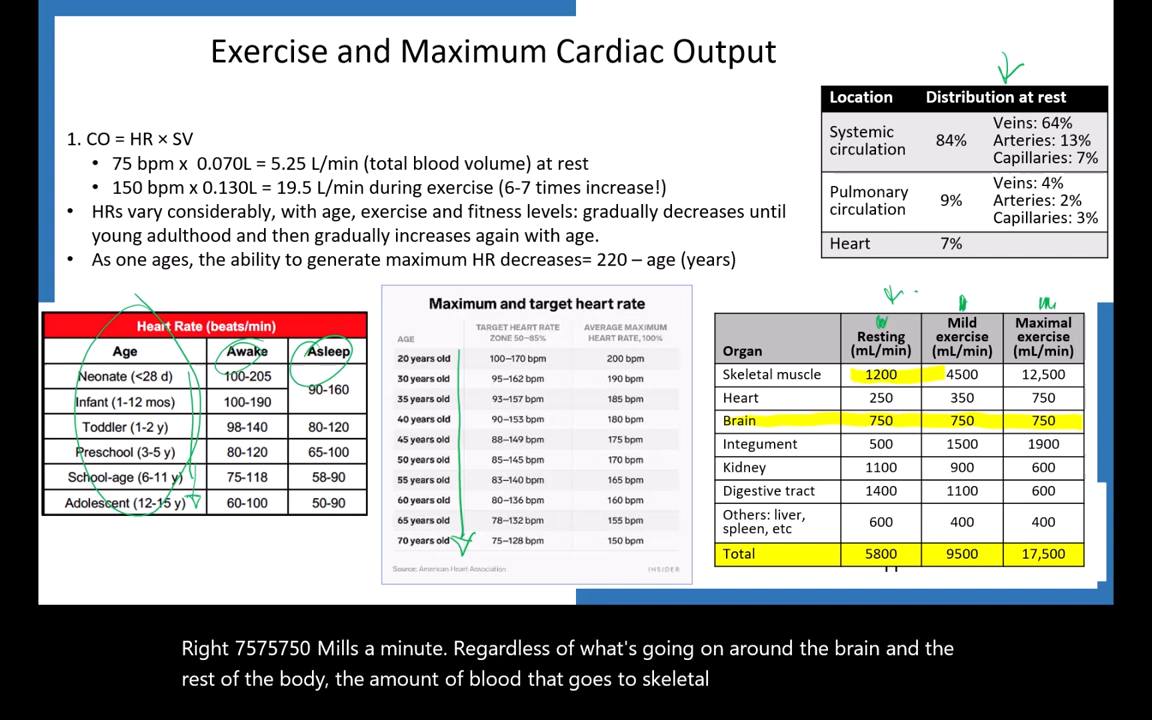 Exercise and Maximum Cardiac Output
1. CO = HR × SV
• 75 bpm x 0.070L = 5.25 L/min (total blood volume) at rest
• 150 bpm x 0.130L = 19.5 L/min during exercise (6-7 times increase!)
• HRs vary considerably, with age, exercise and fitness levels: gradually decreases until
young adulthood and then gradually increases again with age.
• As one ages, the ability to generate maximum HR decreases= 220 – age (years)
Location Distribution at rest
Systemic circulation 84% Veins: 64%
Arteries: 13%
Capillaries: 7%
Pulmonary circulation 9% Veins: 4%
Arteries: 2%
Capillaries: 3%
Heart 7%
Heart Rate (beats/min)
Age Awake Asleep
Neonate (<28 d) 100-205 90-160
Infant (1-12 mos) 100-190
Toddler (1-2 y) 98-140 80-120
Preschool (3-5 y) 80-120 65-100
School-age (6-11 y) 75-118 58-90
Adolescent (12-15 y) 60-100 50-90
Maximum and target heart rate
AGE TARGET HEART RATE ZONE 50–85% AVERAGE MAXIMUM HEART RATE, 100%
20 years old 100–170 bpm 200 bpm
30 years old 95–162 bpm 190 bpm
35 years old 93–157 bpm 185 bpm
40 years old 90–153 bpm 180 bpm
45 years old 88–149 bpm 175 bpm
50 years old 85–145 bpm 170 bpm
55 years old 83–140 bpm 165 bpm
60 years old 80–136 bpm 160 bpm
65 years old 78–132 bpm 155 bpm
70 years old 75–128 bpm 150 bpm
Source: American Heart Association INSIDER
Organ Resting (mL/min) Mild exercise (mL/min) Maximal exercise (mL/min)
Skeletal muscle 1200 4500 12,500
Heart 250 350 750
Brain 750 750 750
Integument 500 1500 1900
Kidney 1100 900 600
Digestive tract 1400 1100 600
Others: liver, spleen, etc 600 400 400
Total 5800 9500 17,500
Right 7575750 Mills a minute. Regardless of what's going on around the brain and the
rest of the body, the amount of blood that goes to skeletal